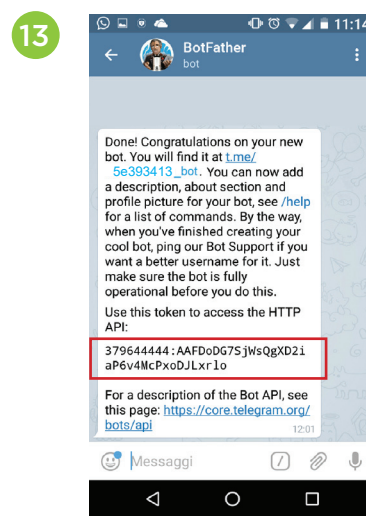 13
11:14
BotFather
bot
Done! Congratulations on your new
bot. You will find it at t.me/
5e393413_bot. You can now add
a description, about section and
profile picture for your bot, see /help
for a list of commands. By the way,
when you've finished creating your
cool bot, ping our Bot Support if you
want a better username for it. Just
make sure the bot is fully
operational before you do this.
Use this token to access the HTTP
API:
379644444:AAFDoDG7SjWsQgXD2i
aP6v4McPxoDJLxrlo
For a description of the Bot API, see
this page: https://core.telegram.org/
bots/api
12:01
Messaggi